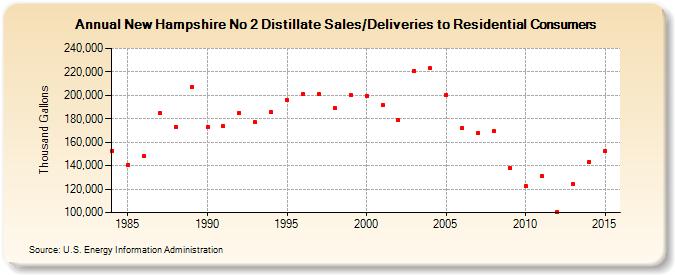 Annual New Hampshire No 2 Distillate Sales/Deliveries to Residential Consumers
Thousand Gallons
240,000
220,000
200,000
180,000
160,000
140,000
120,000
100,000
1985 1990 1995 2000 2005 2010 2015
Source: U.S. Energy Information Administration